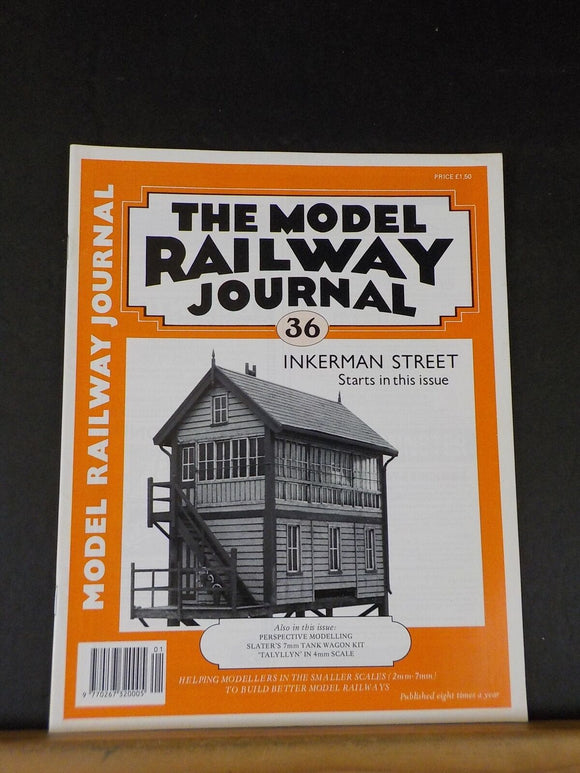 PRICE £1.50
MODEL RAILWAY JOURNAL
THE MODEL
RAILWAY
JOURNAL
36
INKERMAN STREET
Starts in this issue
Also in this issue:
PERSPECTIVE MODELLING
SLATER'S 7mm TANK WAGON KIT
'TALYLLYN' IN 4mm SCALE
01
9 770267 320005
HELPING MODELLERS IN THE SMALLER SCALES (2mm-7mm)
TO BUILD BETTER MODEL RAILWAYS
Published eight times a year